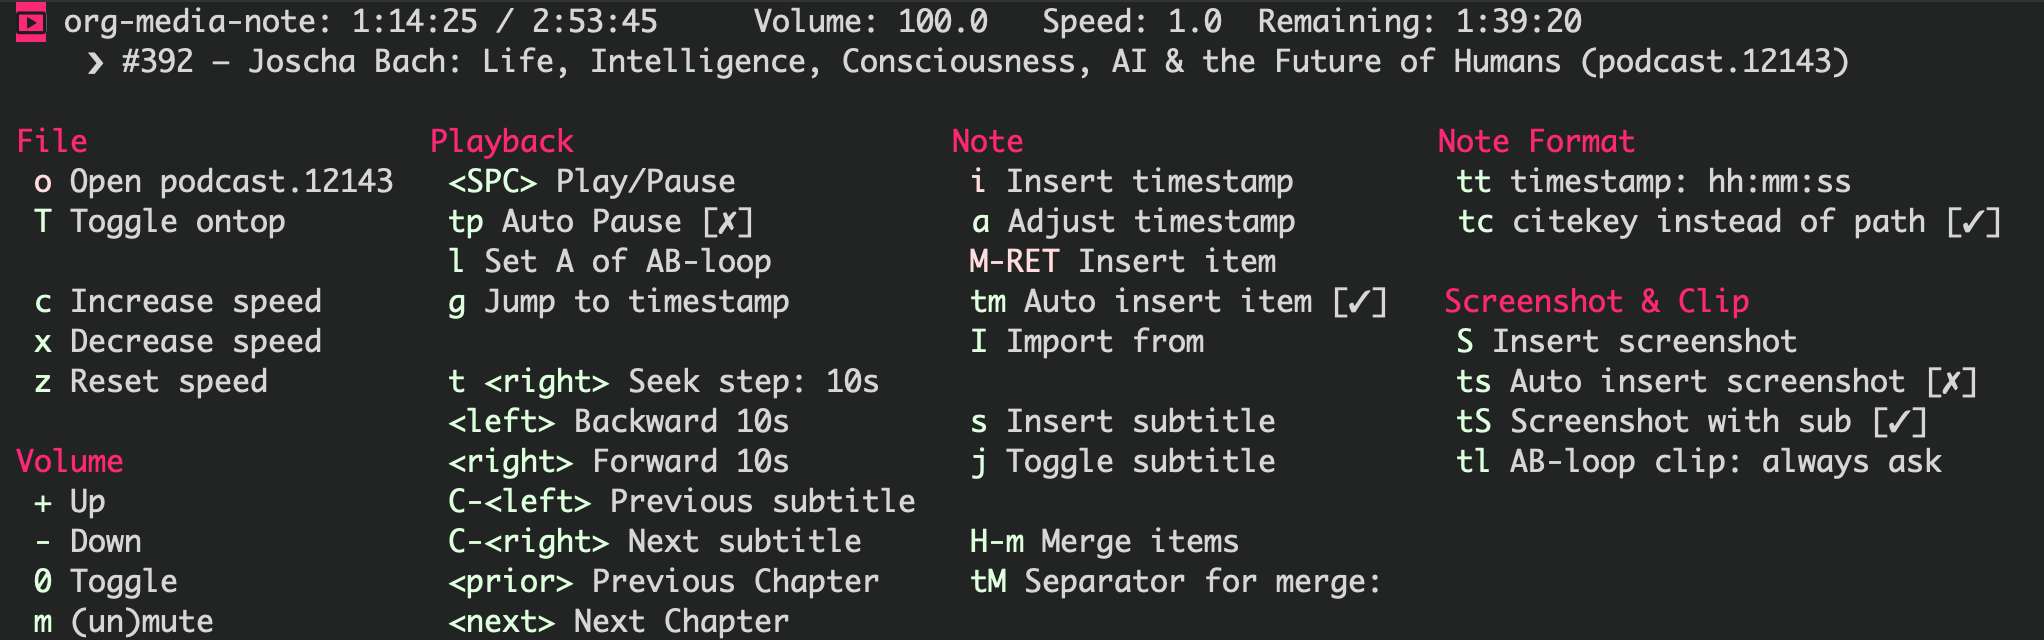 org-media-note: 1:14:25 / 2:53:45 Volume: 100.0 Speed: 1.0 Remaining: 1:39:20
❯ #392 – Joscha Bach: Life, Intelligence, Consciousness, AI & the Future of Humans (podcast.12143)
File
o Open podcast.12143
T Toggle ontop
c Increase speed
x Decrease speed
z Reset speed
Volume
+ Up
- Down
0 Toggle
m (un)mute
Playback
<SPC> Play/Pause
tp Auto Pause [✗]
l Set A of AB-loop
g Jump to timestamp
t <right> Seek step: 10s
<left> Backward 10s
<right> Forward 10s
C-<left> Previous subtitle
C-<right> Next subtitle
<prior> Previous Chapter
<next> Next Chapter
Note
i Insert timestamp
a Adjust timestamp
M-RET Insert item
tm Auto insert item [✓]
I Import from
s Insert subtitle
j Toggle subtitle
H-m Merge items
tM Separator for merge:
Note Format
tt timestamp: hh:mm:ss
tc citekey instead of path [✓]
Screenshot & Clip
S Insert screenshot
ts Auto insert screenshot [✗]
tS Screenshot with sub [✓]
tl AB-loop clip: always ask